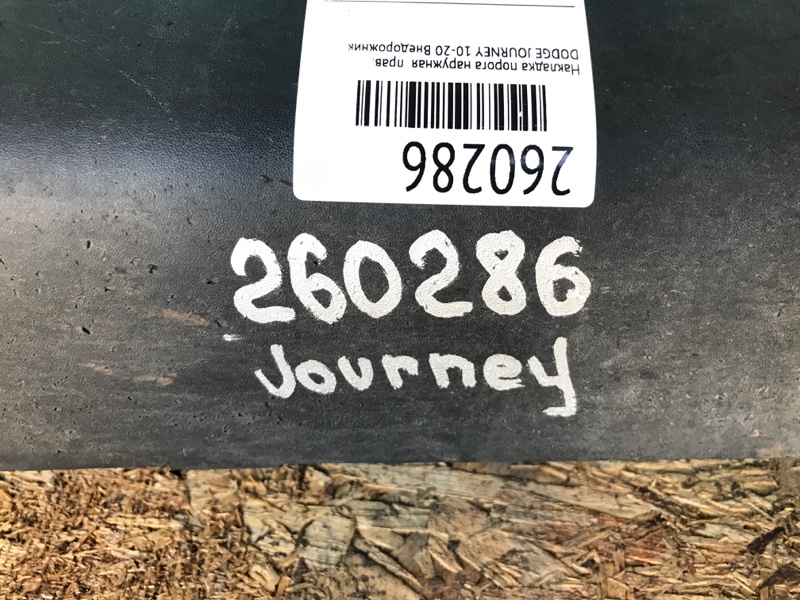 Накладка порога наружная прав.
DODGE JOURNEY 10-20 Внедорожник
260286
260286
Journey